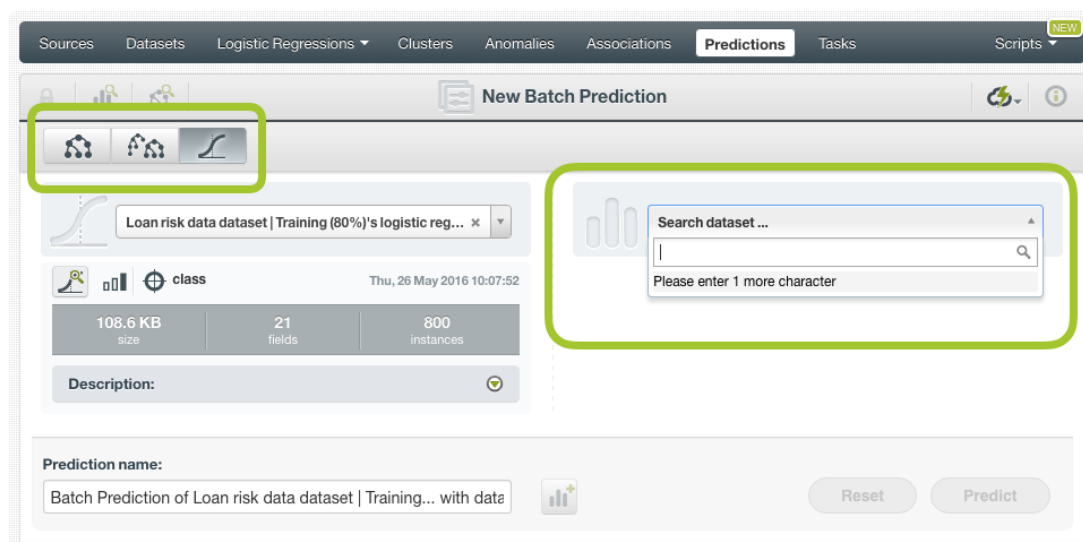 NEW
Sources Datasets Logistic Regressions Clusters Anomalies Associations Predictions Tasks Scripts
New Batch Prediction
Loan risk data dataset | Training (80%)'s logistic reg...
Search dataset ...
Please enter 1 more character
class Thu, 26 May 2016 10:07:52
108.6 KB 21 800
size fields instances
Description:
Prediction name:
Batch Prediction of Loan risk data dataset | Training... with data
Reset Predict